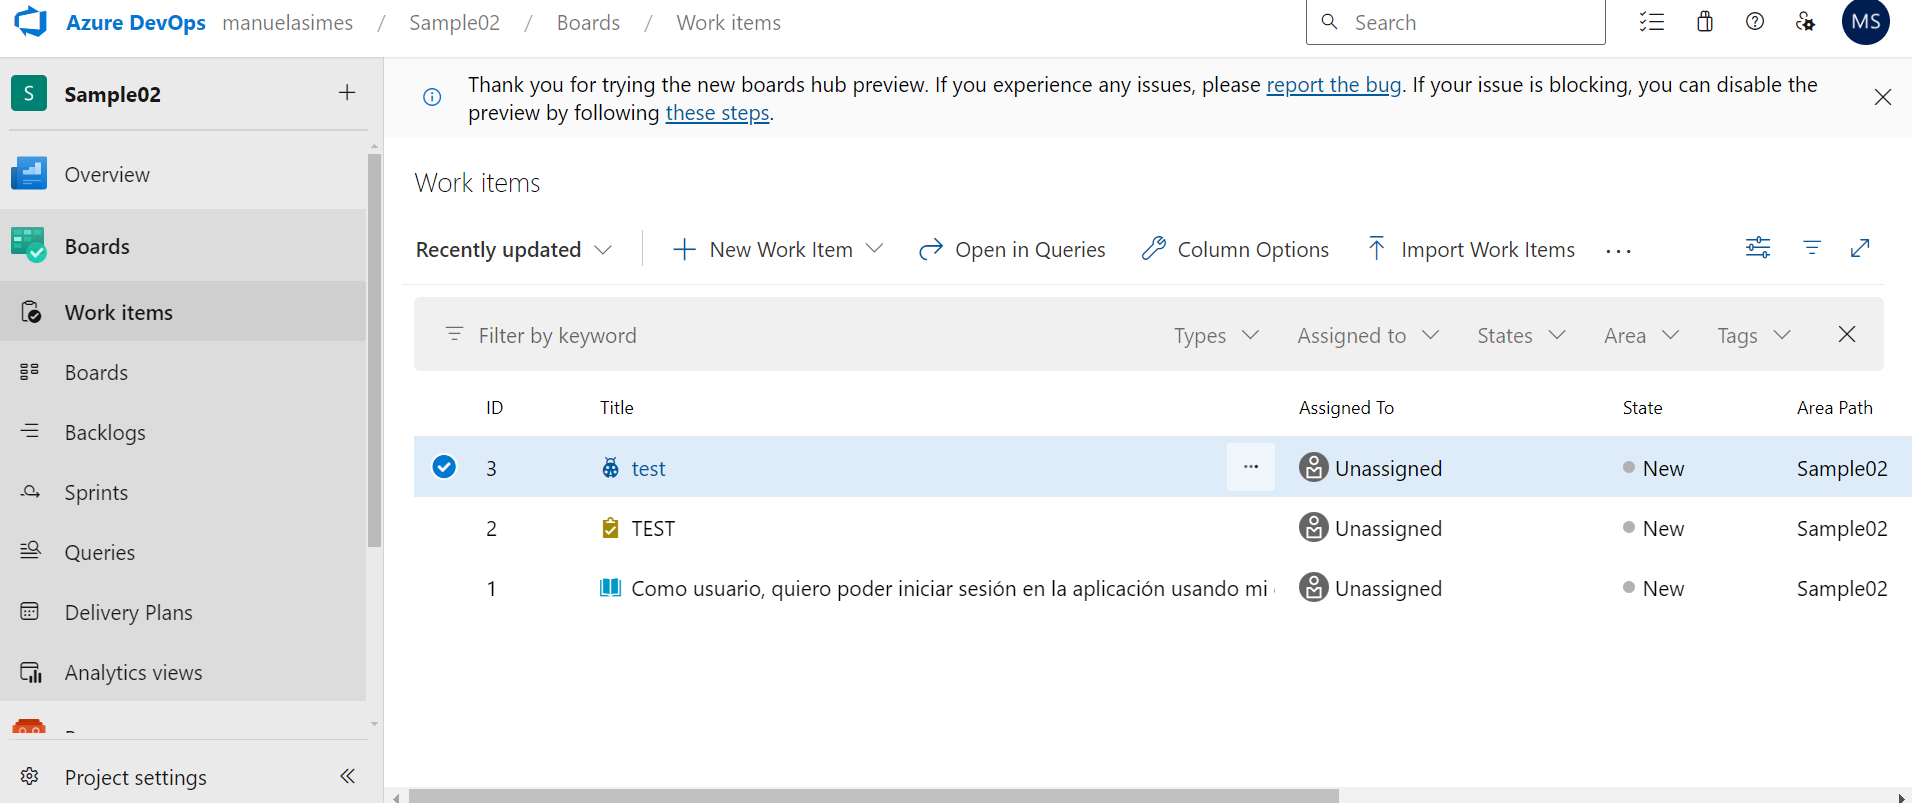 Azure DevOps manuelasimes / Sample02 / Boards / Work items
Search
MS
S Sample02
Thank you for trying the new boards hub preview. If you experience any issues, please report the bug. If your issue is blocking, you can disable the
preview by following these steps.
Overview
Boards
Work items
Boards
Backlogs
Sprints
Queries
Delivery Plans
Analytics views
Project settings
Work items
Recently updated New Work Item Open in Queries Column Options Import Work Items
Filter by keyword Types Assigned to States Area Tags
ID Title Assigned To State Area Path
3 test Unassigned New Sample02
2 TEST Unassigned New Sample02
1 Como usuario, quiero poder iniciar sesión en la aplicación usando mi Unassigned New Sample02